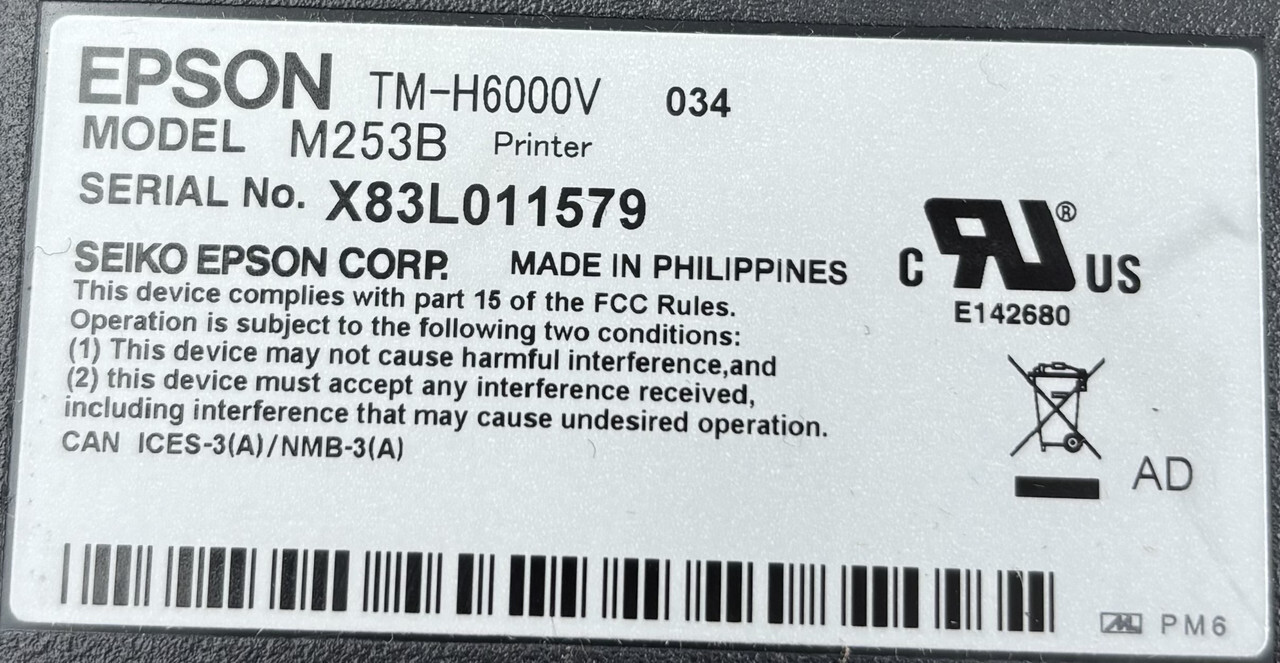 EPSON TM-H6000V 034
MODEL M253B Printer
SERIAL No. X83L011579
SEIKO EPSON CORP. MADE IN PHILIPPINES
This device complies with part 15 of the FCC Rules.
Operation is subject to the following two conditions:
(1) This device may not cause harmful interference,and
(2) this device must accept any interference received,
including interference that may cause undesired operation.
CAN ICES-3(A)/NMB-3(A)
C UL ® US
E142680
AD
PM6